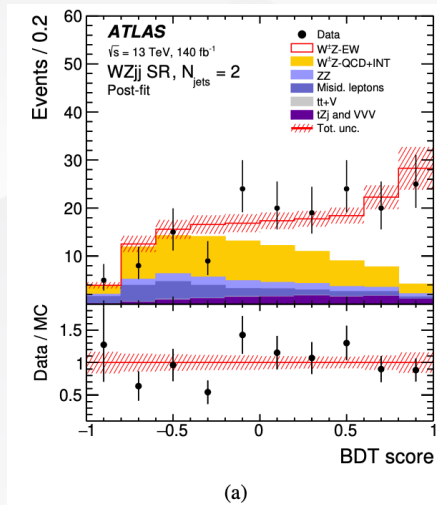 Events / 0.2
60
50
40
30
20
10
ATLAS
√s = 13 TeV, 140 fb⁻¹
WZjj SR, N_jets = 2
Post-fit
Data
W±Z-EW
W±Z-QCD+INT
ZZ
Misid. leptons
tt+V
tZj and VVV
Tot. unc.
Data / MC
1.5
1
0.5
−1 −0.5 0 0.5 1
BDT score
(a)